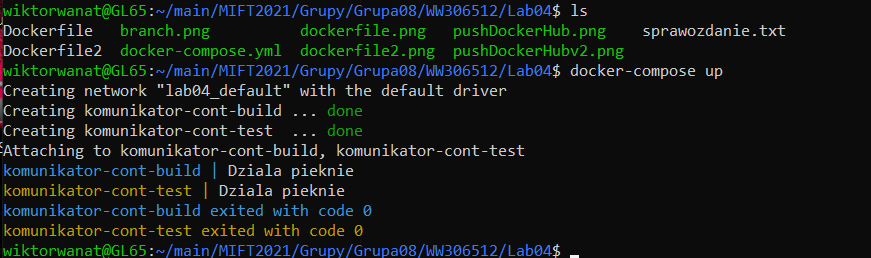 wiktorwanat@GL65:~/main/MIFT2021/Grupy/Grupa08/WW306512/Lab04$ ls
Dockerfile branch.png dockerfile.png pushDockerHub.png sprawozdanie.txt
Dockerfile2 docker-compose.yml dockerfile2.png pushDockerHubv2.png
wiktorwanat@GL65:~/main/MIFT2021/Grupy/Grupa08/WW306512/Lab04$ docker-compose up
Creating network "lab04_default" with the default driver
Creating komunikator-cont-build ... done
Creating komunikator-cont-test ... done
Attaching to komunikator-cont-build, komunikator-cont-test
komunikator-cont-build | Dziala pieknie
komunikator-cont-test | Dziala pieknie
komunikator-cont-build exited with code 0
komunikator-cont-test exited with code 0
wiktorwanat@GL65:~/main/MIFT2021/Grupy/Grupa08/WW306512/Lab04$